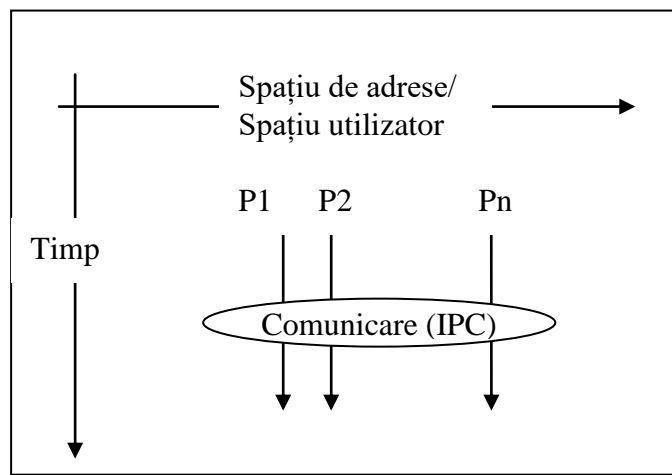 Spațiu de adrese/
Spațiu utilizator
P1 P2 Pn
Timp
Comunicare (IPC)